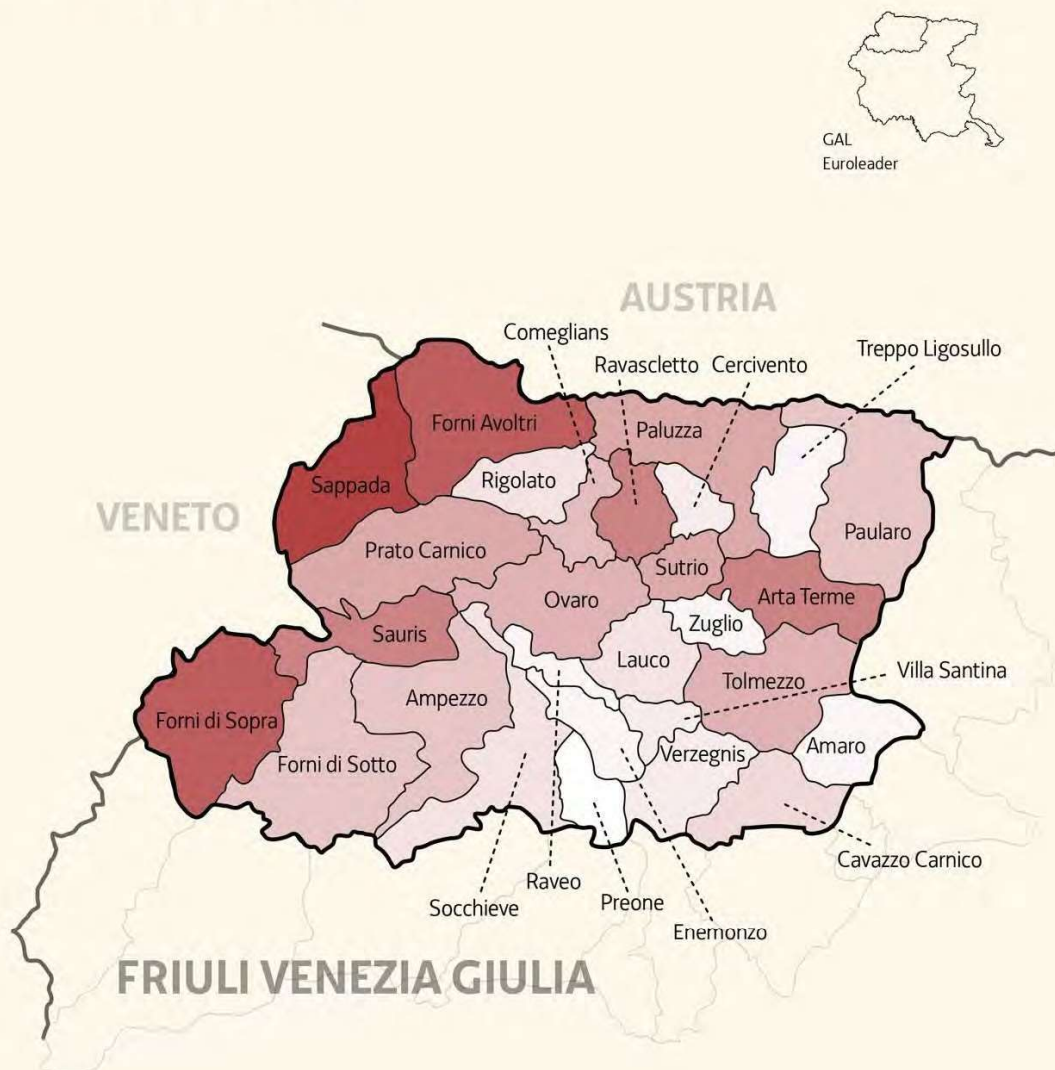 GAL
Euroleader
AUSTRIA
Comeglians
Ravascletto
Cercivento
Treppo Ligosullo
Forni Avoltri
Paluzza
Rigolato
Sappada
VENETO
Paularo
Prato Carnico
Sutrio
Ovaro
Arta Terme
Zuglio
Sauris
Lauco
Villa Santina
Tolmezzo
Ampezzo
Forni di Sopra
Amaro
Verzegnis
Forni di Sotto
Cavazzo Carnico
Raveo
Preone
Socchieve
Enemonzo
FRIULI VENEZIA GIULIA